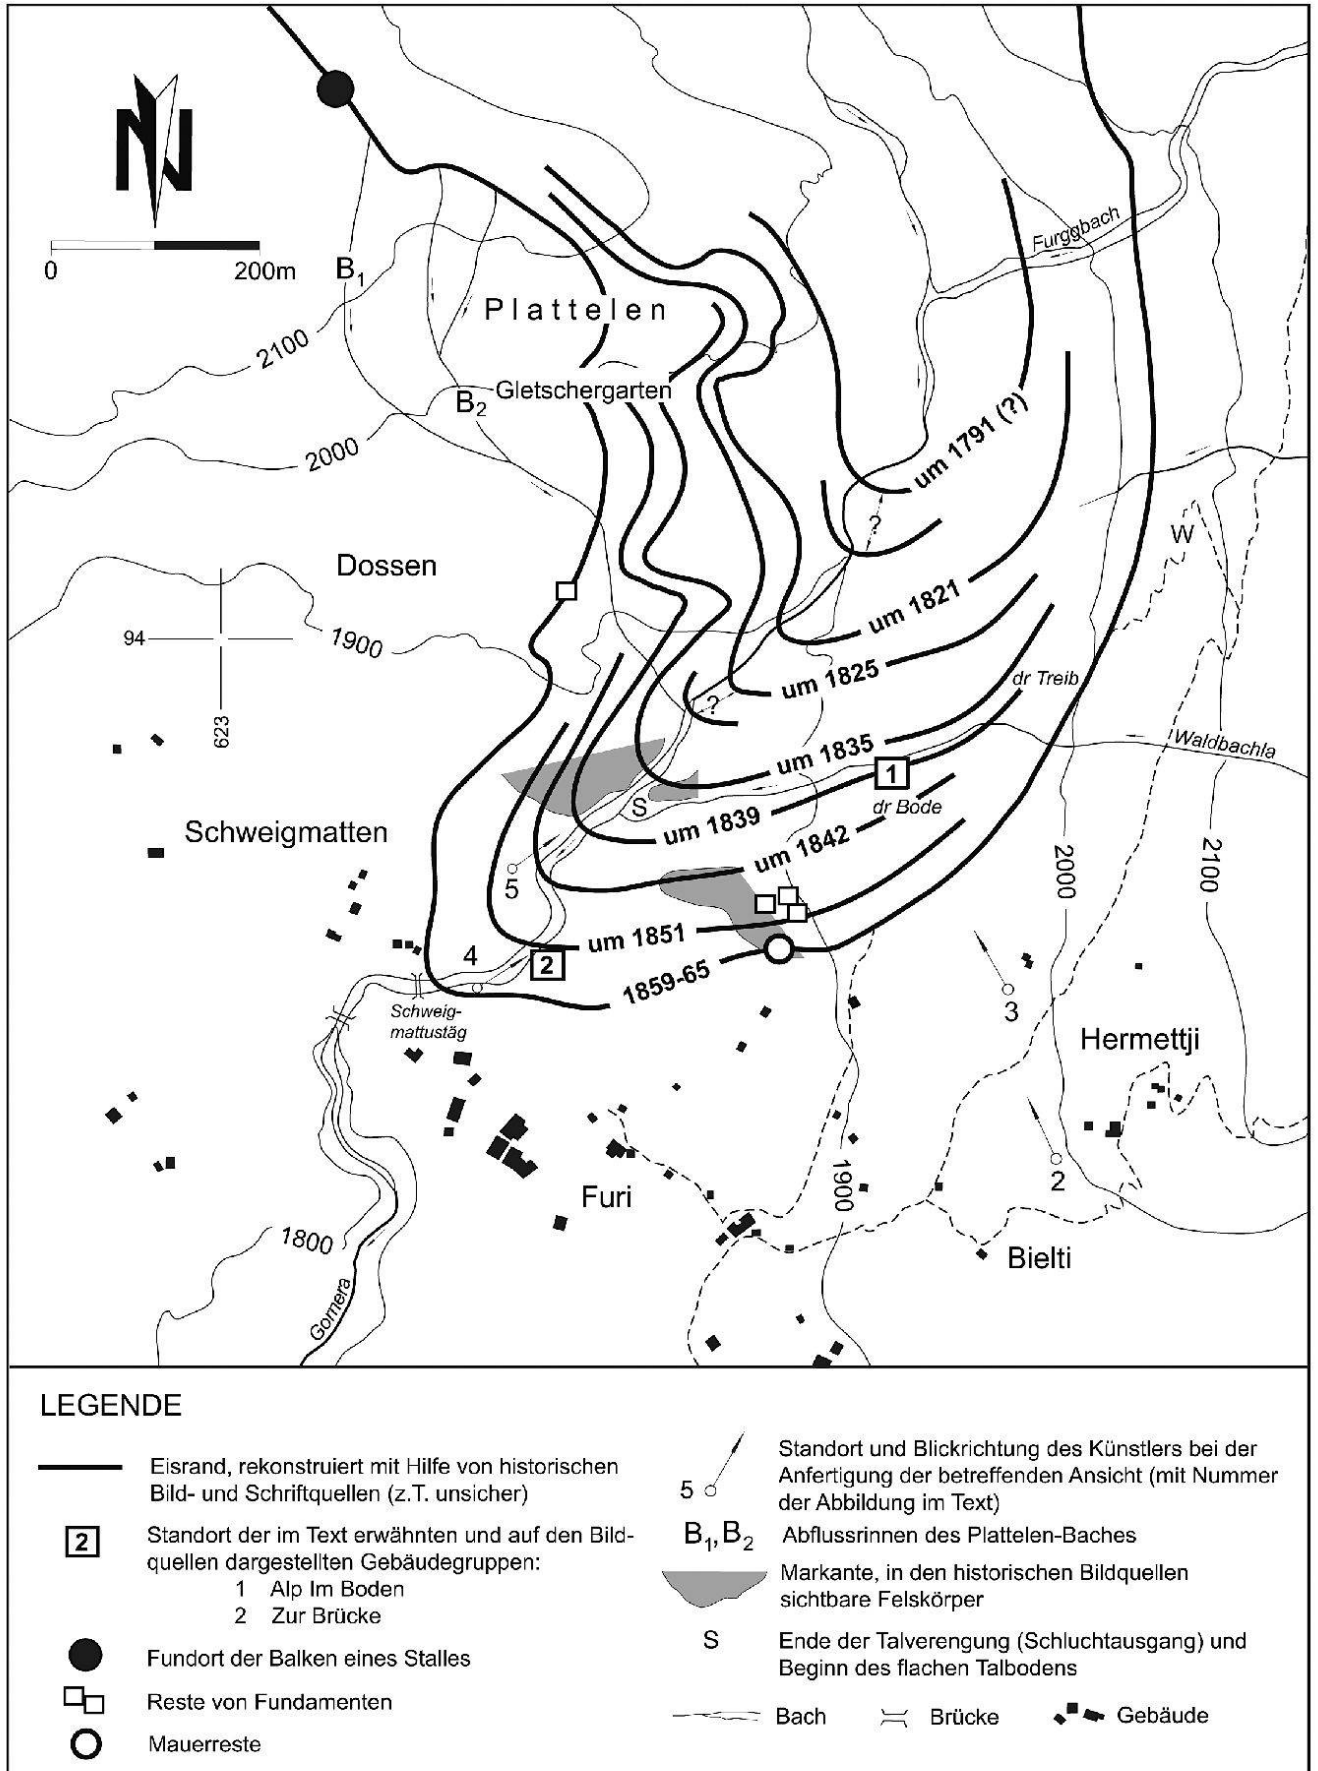 N
0
200m
B1
Furggbach
Plattelen
2100
Gletschergarten
B2
um 1791 (?)
2000
?
W
Dossen
um 1821
94
1900
um 1825
dr Treib
623
?
um 1835
Waldbachla
1
S
dr Bode
um 1839
Schweigmatten
um 1842
2000
2100
5
um 1851
4
2
1859-65
3
Schweig-
mattustäg
Hermettji
2
Furi
1900
1800
Bielti
Gornera
LEGENDE
Eisrand, rekonstruiert mit Hilfe von historischen
Bild- und Schriftquellen (z.T. unsicher)
2
Standort der im Text erwähnten und auf den Bild-
quellen dargestellten Gebäudegruppen:
1 Alp Im Boden
2 Zur Brücke
Fundort der Balken eines Stalles
Reste von Fundamenten
Mauerreste
5
Standort und Blickrichtung des Künstlers bei der
Anfertigung der betreffenden Ansicht (mit Nummer
der Abbildung im Text)
B1, B2 Abflussrinnen des Plattelen-Baches
Markante, in den historischen Bildquellen
sichtbare Felskörper
S Ende der Talverengung (Schluchtausgang) und
Beginn des flachen Talbodens
Bach Brücke Gebäude